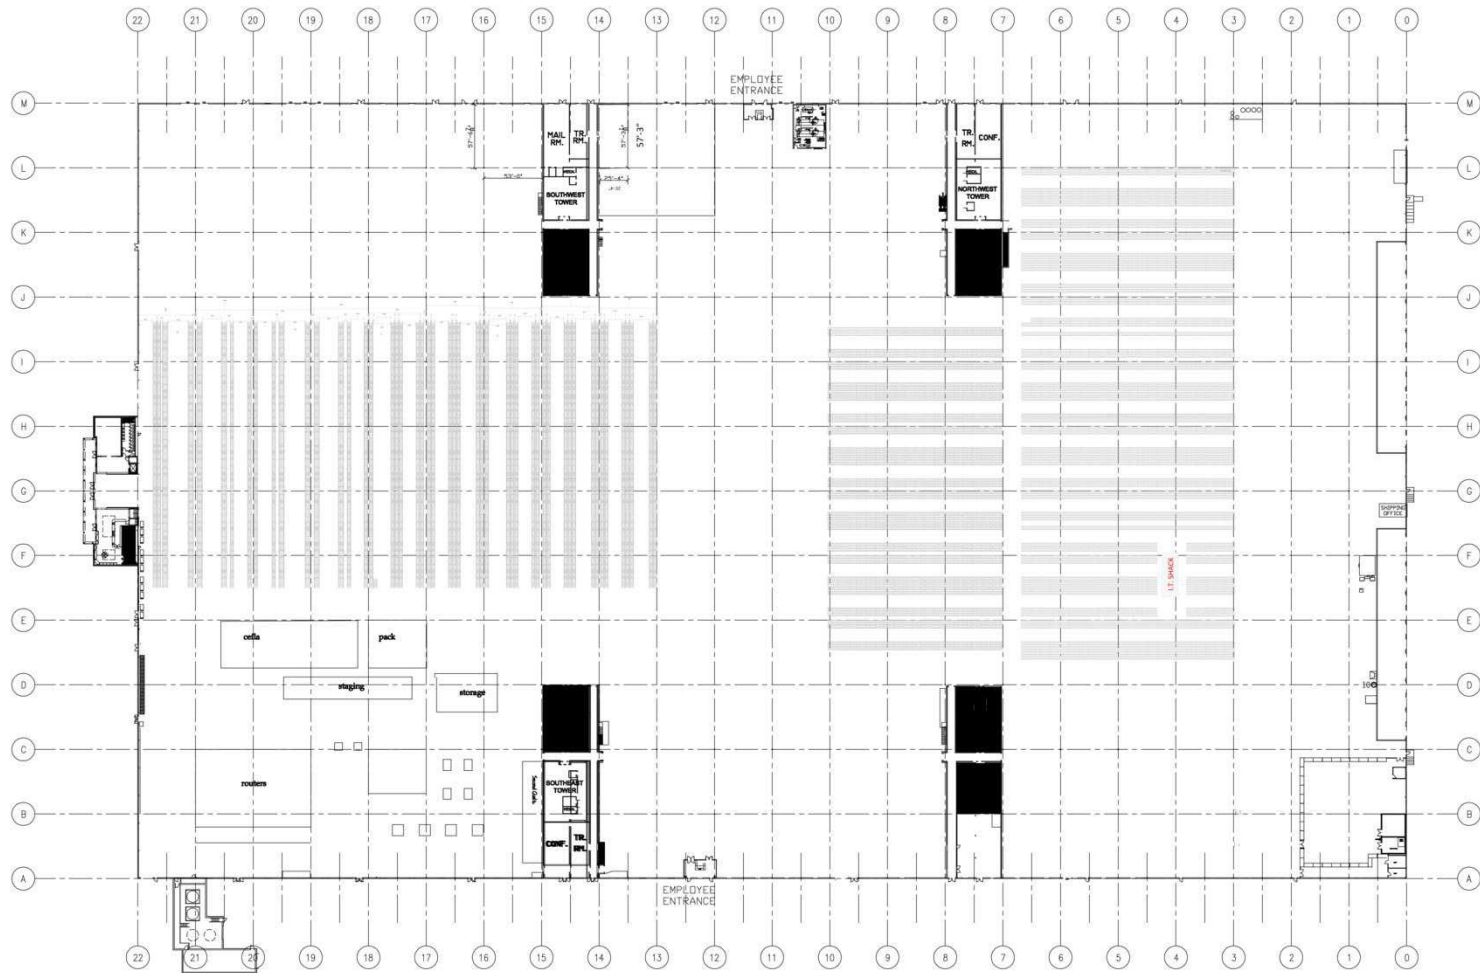 22 21 20 19 18 17 16 15 14 13 12 11 10 9 8 7 6 5 4 3 2 1 0
EMPLOYEE
ENTRANCE
M M
57'-3"
MAIL
RM.
TR.
RM.
TR.
RM.
CONF.
L L
SOUTHWEST
TOWER
NORTHWEST
TOWER
K K
J J
I I
H H
G G
SHIPPING
OFFICE
F F
I.T. SHACK
E E
cefla
pack
D D
staging
storage
C C
routers
SOUTHEAST
TOWER
B B
CONF.
TR.
RM.
A A
EMPLOYEE
ENTRANCE
22 21 20 19 18 17 16 15 14 13 12 11 10 9 8 7 6 5 4 3 2 1 0